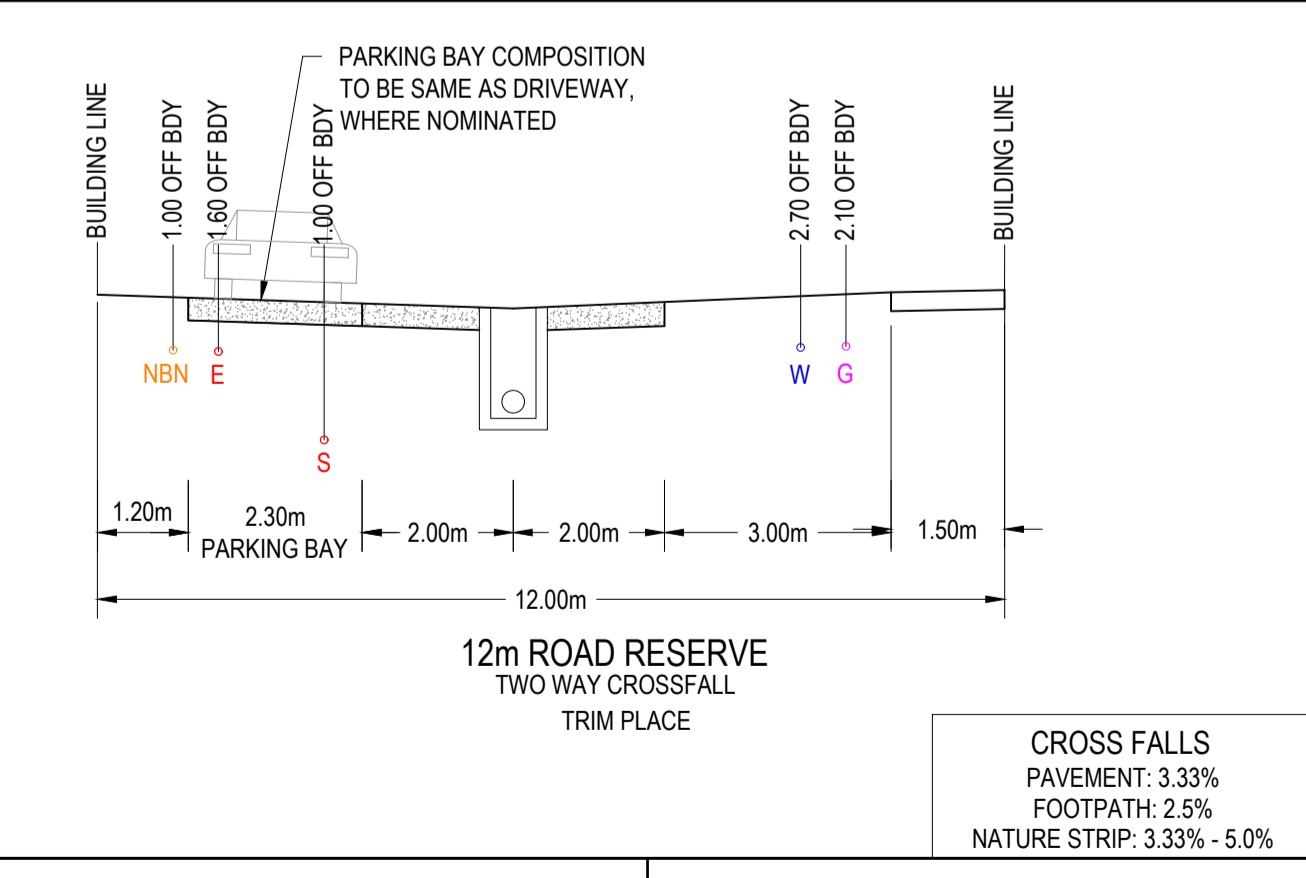 PARKING BAY COMPOSITION
TO BE SAME AS DRIVEWAY,
WHERE NOMINATED
BUILDING LINE
1.00 OFF BDY
1.60 OFF BDY
1.00 OFF BDY
2.70 OFF BDY
2.10 OFF BDY
BUILDING LINE
NBN
E
S
W
G
1.20m
2.30m
PARKING BAY
2.00m
2.00m
3.00m
1.50m
12.00m
12m ROAD RESERVE
TWO WAY CROSSFALL
TRIM PLACE
CROSS FALLS
PAVEMENT: 3.33%
FOOTPATH: 2.5%
NATURE STRIP: 3.33% - 5.0%